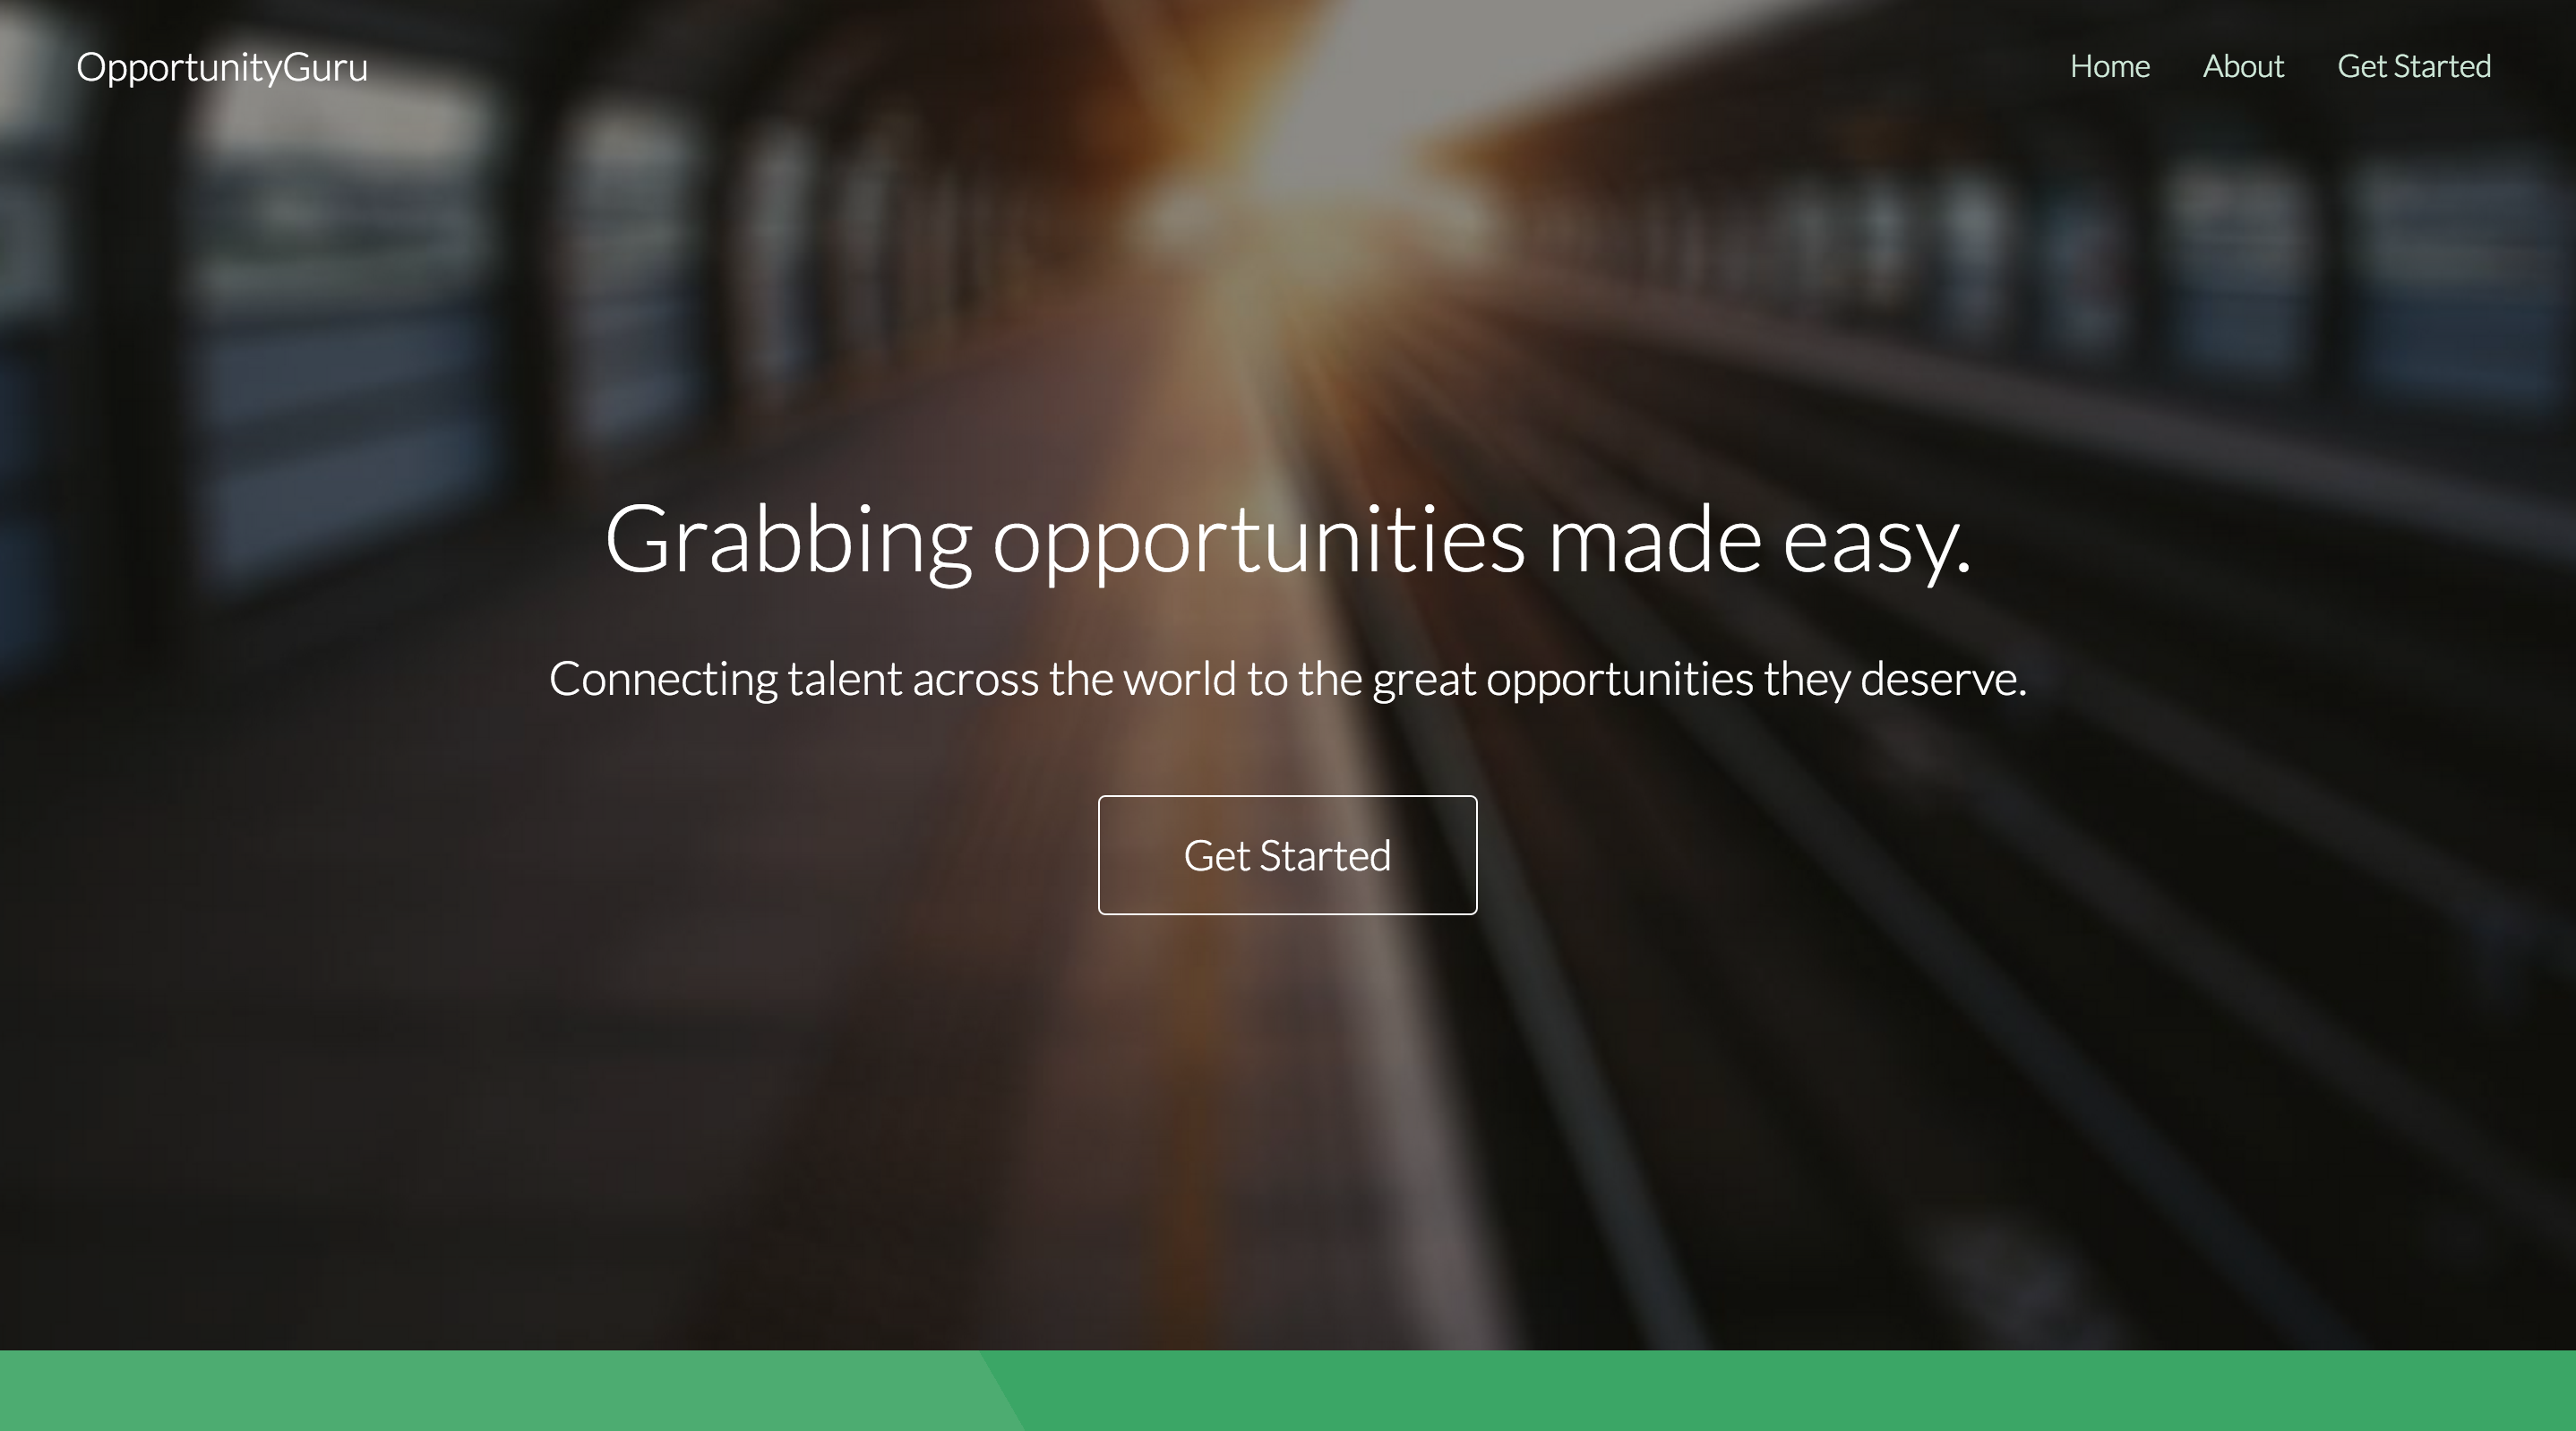 OpportunityGuru
Home About Get Started
Grabbing opportunities made easy.
Connecting talent across the world to the great opportunities they deserve.
Get Started